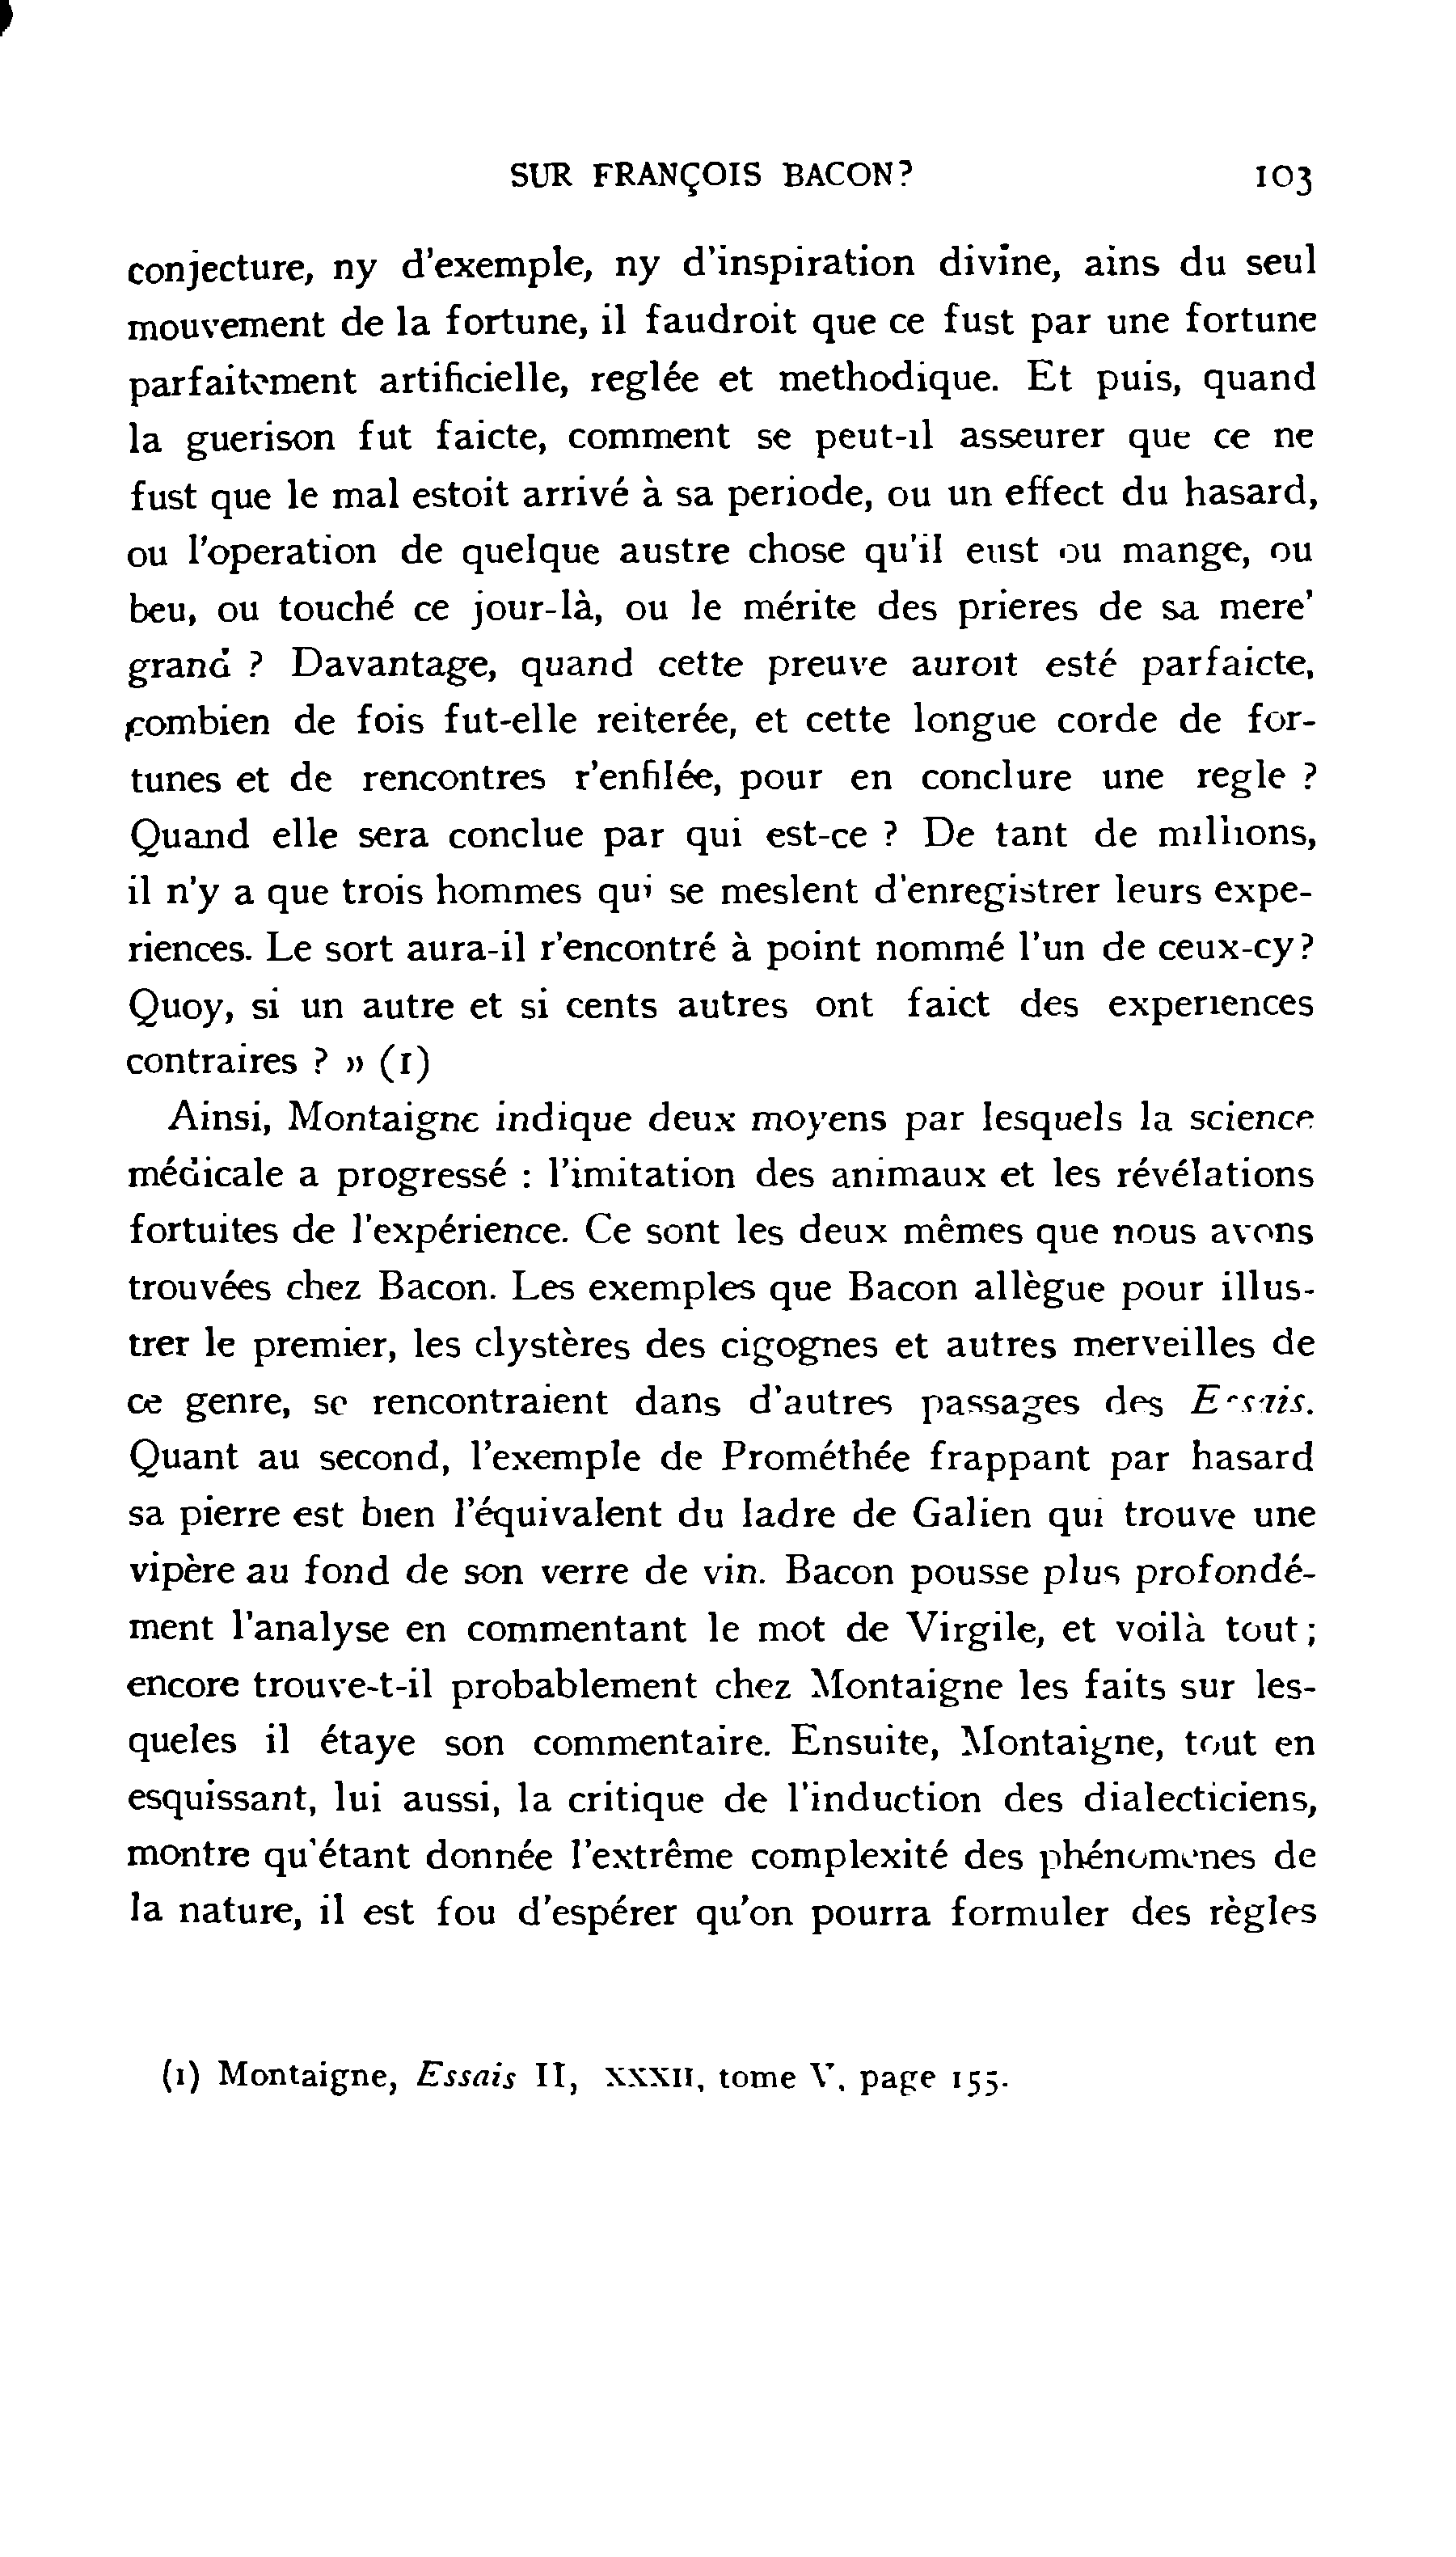 SUR FRANÇOIS BACON? 103
conjecture, ny d'exemple, ny d'inspiration divine, ains du seul
mouvement de la fortune, il faudroit que ce fust par une fortune
parfaitement artificielle, reglée et methodique. Et puis, quand
la guerison fut faicte, comment se peut-il asseurer que ce ne
fust que le mal estoit arrivé à sa periode, ou un effect du hasard,
ou l'operation de quelque austre chose qu'il eust ou mange, ou
beu, ou touché ce jour-là, ou le mérite des prieres de sa mere'
grand ? Davantage, quand cette preuve auroit esté parfaicte,
combien de fois fut-elle reiterée, et cette longue corde de for-
tunes et de rencontres r'enfilée, pour en conclure une regle ?
Quand elle sera conclue par qui est-ce ? De tant de millions,
il n'y a que trois hommes qui se meslent d'enregistrer leurs expe-
riences. Le sort aura-il r'encontré à point nommé l'un de ceux-cy?
Quoy, si un autre et si cents autres ont faict des experiences
contraires ? » (1)
Ainsi, Montaigne indique deux moyens par lesquels la science
médicale a progressé : l'imitation des animaux et les révélations
fortuites de l'expérience. Ce sont les deux mêmes que nous avons
trouvées chez Bacon. Les exemples que Bacon allègue pour illus-
trer le premier, les clystères des cigognes et autres merveilles de
ce genre, se rencontraient dans d'autres passages des Essais.
Quant au second, l'exemple de Prométhée frappant par hasard
sa pierre est bien l'équivalent du ladre de Galien qui trouve une
vipère au fond de son verre de vin. Bacon pousse plus profondé-
ment l'analyse en commentant le mot de Virgile, et voilà tout ;
encore trouve-t-il probablement chez Montaigne les faits sur les-
queles il étaye son commentaire. Ensuite, Montaigne, tout en
esquissant, lui aussi, la critique de l'induction des dialecticiens,
montre qu'étant donnée l'extrême complexité des phénomenes de
la nature, il est fou d'espérer qu'on pourra formuler des règles
(1) Montaigne, Essais II, XXXII, tome V, page 155.